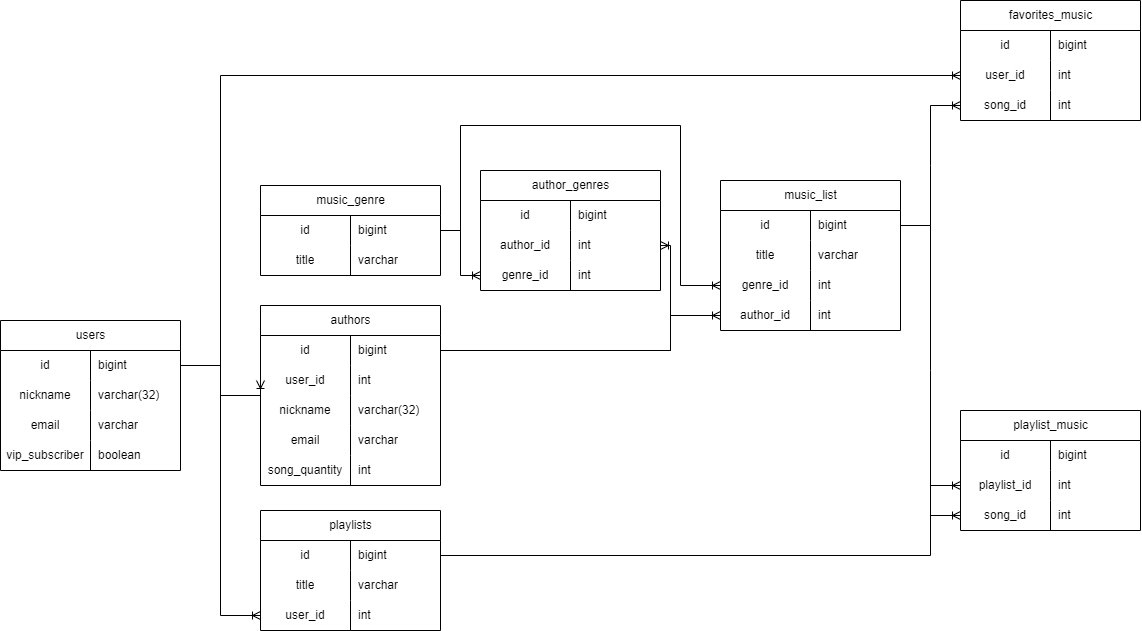 favorites_music
id bigint
user_id int
song_id int
author_genres
id bigint
author_id int
genre_id int
music_genre
id bigint
title varchar
music_list
id bigint
title varchar
genre_id int
author_id int
authors
id bigint
user_id int
nickname varchar(32)
email varchar
song_quantity int
users
id bigint
nickname varchar(32)
email varchar
vip_subscriber boolean
playlist_music
id bigint
playlist_id int
song_id int
playlists
id bigint
title varchar
user_id int